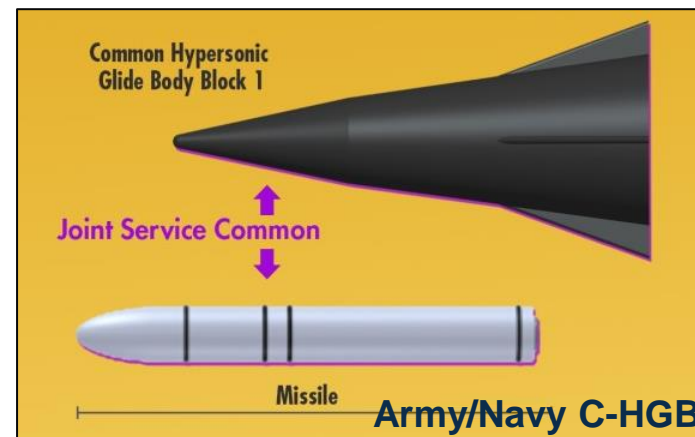 Common Hypersonic
Glide Body Block 1
Joint Service Common
Missile
Army/Navy C-HGB